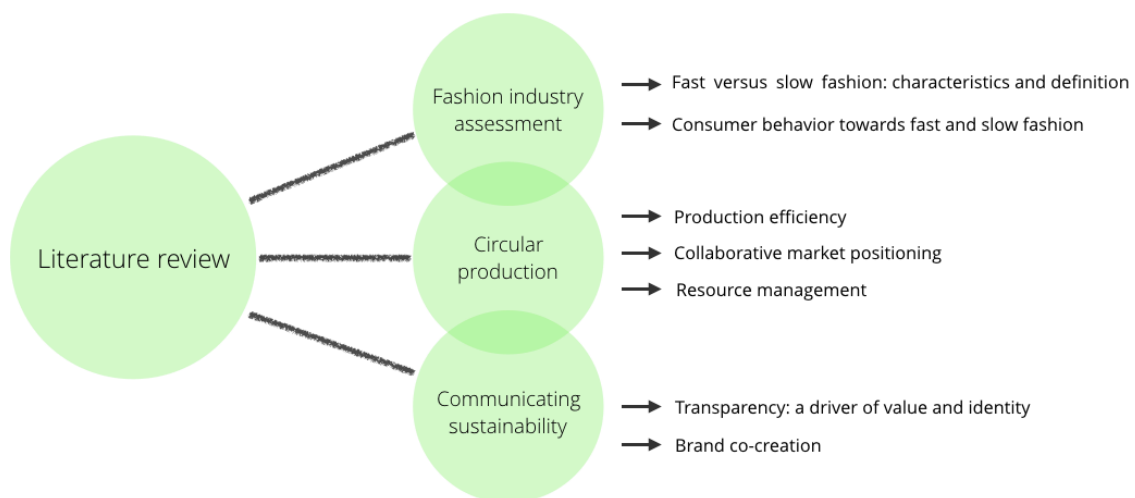 Literature review
Fashion industry
assessment
Fast versus slow fashion: characteristics and definition
Consumer behavior towards fast and slow fashion
Circular
production
Production efficiency
Collaborative market positioning
Resource management
Communicating
sustainability
Transparency: a driver of value and identity
Brand co-creation